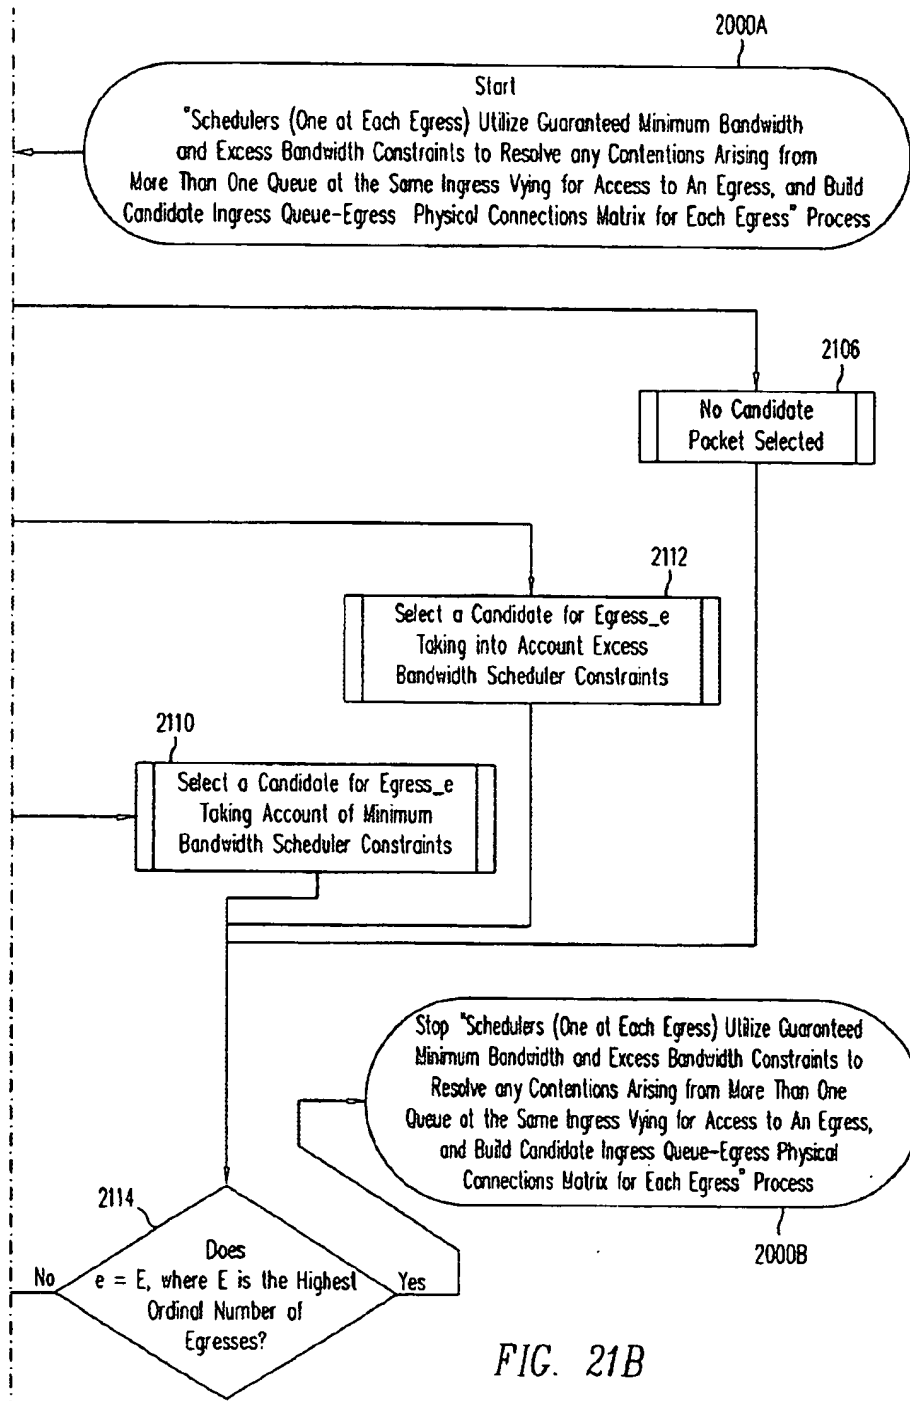 2000A
Start
"Schedulers (One at Each Egress) Utilize Guaranteed Minimum Bandwidth
and Excess Bandwidth Constraints to Resolve any Contentions Arising from
More Than One Queue at the Same Ingress Vying for Access to An Egress, and Build
Candidate Ingress Queue-Egress Physical Connections Matrix for Each Egress" Process
2106
No Candidate
Packet Selected
2112
Select a Candidate for Egress_e
Taking into Account Excess
Bandwidth Scheduler Constraints
2110
Select a Candidate for Egress_e
Taking Account of Minimum
Bandwidth Scheduler Constraints
Stop "Schedulers (One at Each Egress) Utilize Guaranteed
Minimum Bandwidth and Excess Bandwidth Constraints to
Resolve any Contentions Arising from More Than One
Queue at the Same Ingress Vying for Access to An Egress,
and Build Candidate Ingress Queue-Egress Physical
Connections Matrix for Each Egress" Process
2000B
2114
Does
e = E, where E is the Highest
Ordinal Number of
Egresses?
No
Yes
FIG. 21B